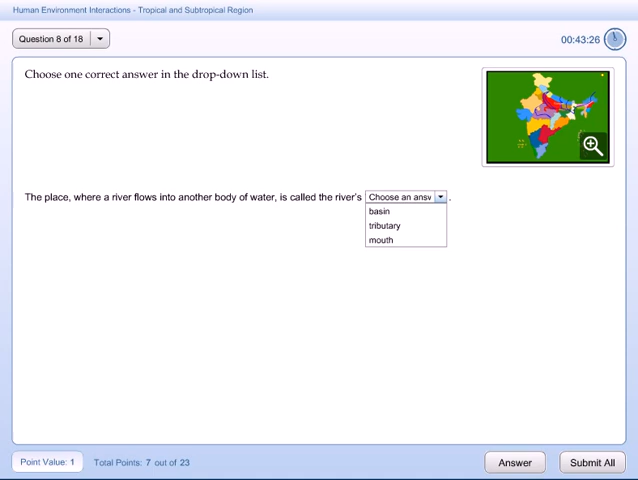 Human Environment Interactions - Tropical and Subtropical Region
Question 8 of 18
00:43:26
Choose one correct answer in the drop-down list.
The place, where a river flows into another body of water, is called the river's Choose an answ .
basin
tributary
mouth
Point Value: 1 Total Points: 7 out of 23 Answer Submit All